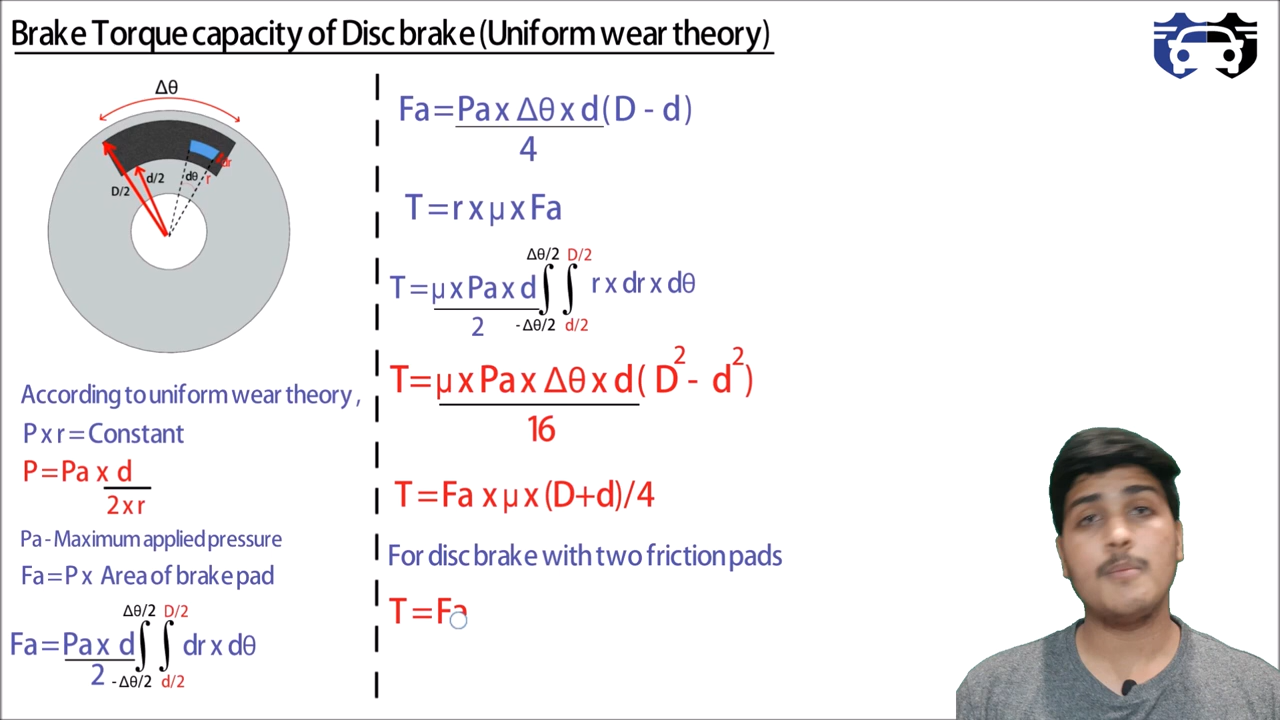 Brake Torque capacity of Disc brake (Uniform wear theory)
Δθ
dr
D/2 d/2 dθ r
According to uniform wear theory,
P x r = Constant
P = Pa x d
2 x r
Pa - Maximum applied pressure
Fa = P x Area of brake pad
Δθ/2 D/2
Fa = Pa x d ∫ ∫ dr x dθ
2 -Δθ/2 d/2
Fa = Pa x Δθ x d (D - d)
4
T = r x μ x Fa
Δθ/2 D/2
T = μ x Pa x d ∫ ∫ r x dr x dθ
2 -Δθ/2 d/2
T = μ x Pa x Δθ x d ( D² - d² )
16
T = Fa x μ x (D+d)/4
For disc brake with two friction pads
T = Fa